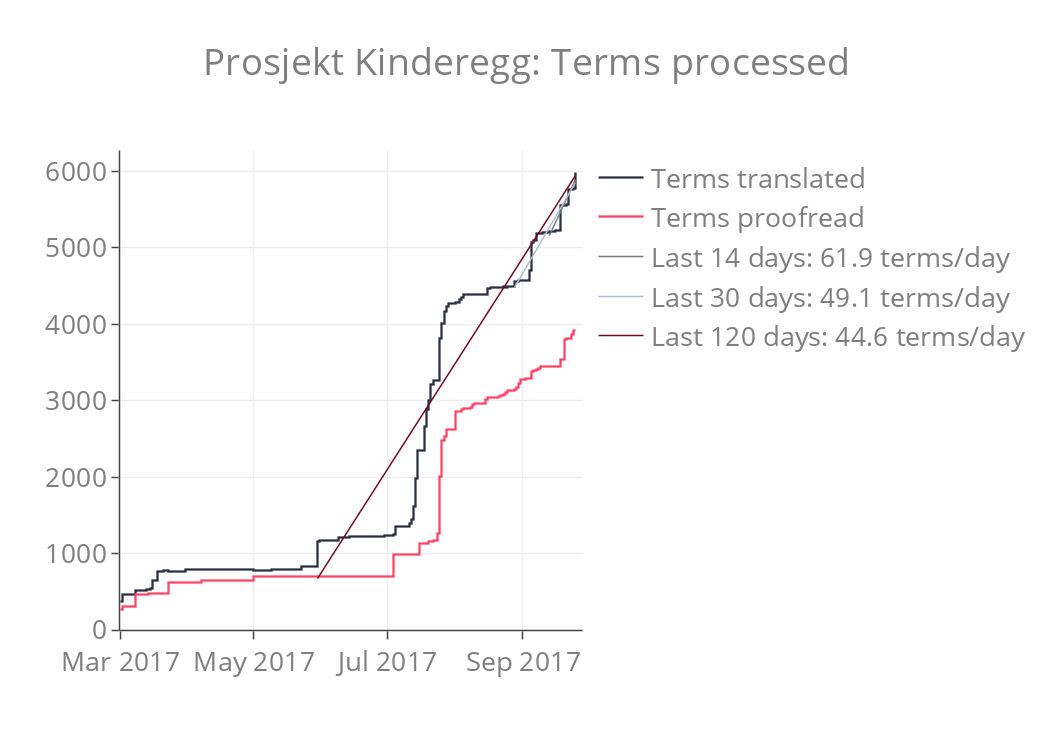 Prosjekt Kinderegg: Terms processed
6000
5000
4000
3000
2000
1000
0
Mar 2017 May 2017 Jul 2017 Sep 2017
Terms translated
Terms proofread
Last 14 days: 61.9 terms/day
Last 30 days: 49.1 terms/day
Last 120 days: 44.6 terms/day